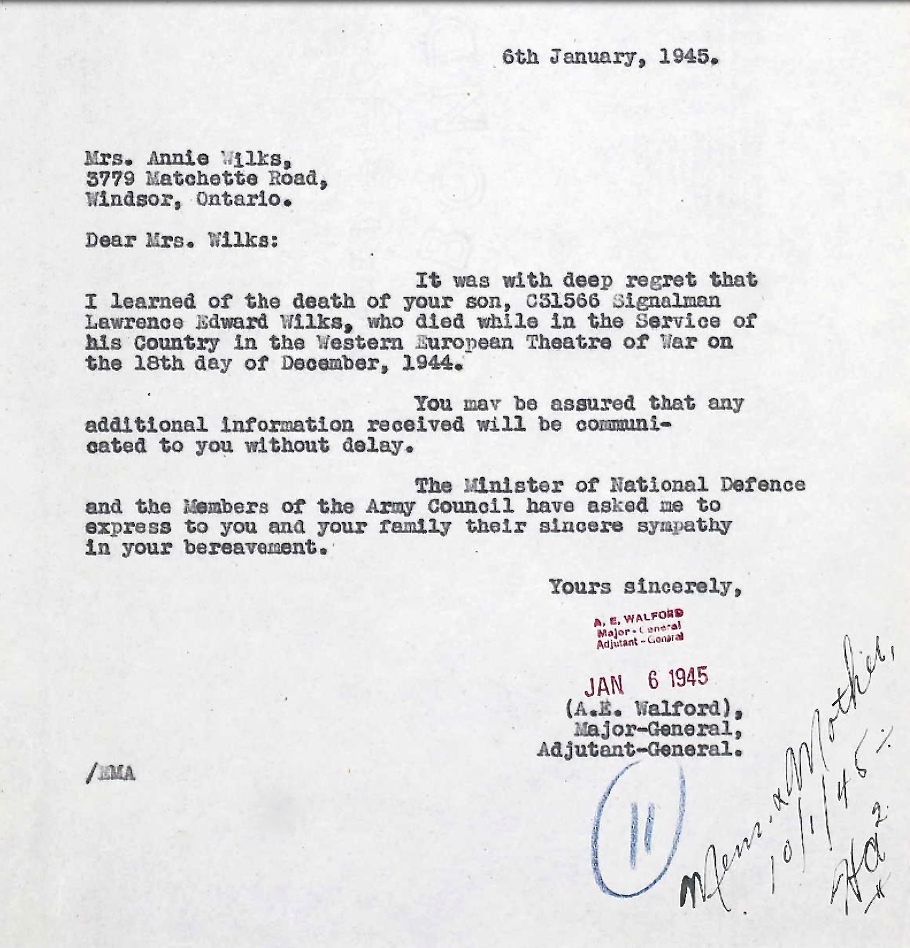 6th January, 1945.
Mrs. Annie Wilks,
3779 Matchette Road,
Windsor, Ontario.
Dear Mrs. Wilks:
It was with deep regret that
I learned of the death of your son, C31566 Signalman
Lawrence Edward Wilks, who died while in the Service of
his Country in the Western European Theatre of War on
the 18th day of December, 1944.
You may be assured that any
additional information received will be communi-
cated to you without delay.
The Minister of National Defence
and the Members of the Army Council have asked me to
express to you and your family their sincere sympathy
in your bereavement.
Yours sincerely,
A. E. WALFORD
Major-General
Adjutant-General
JAN 6 1945
(A.E. Walford),
Major-General,
Adjutant-General.
/EMA
11
Mother,
10/1/45